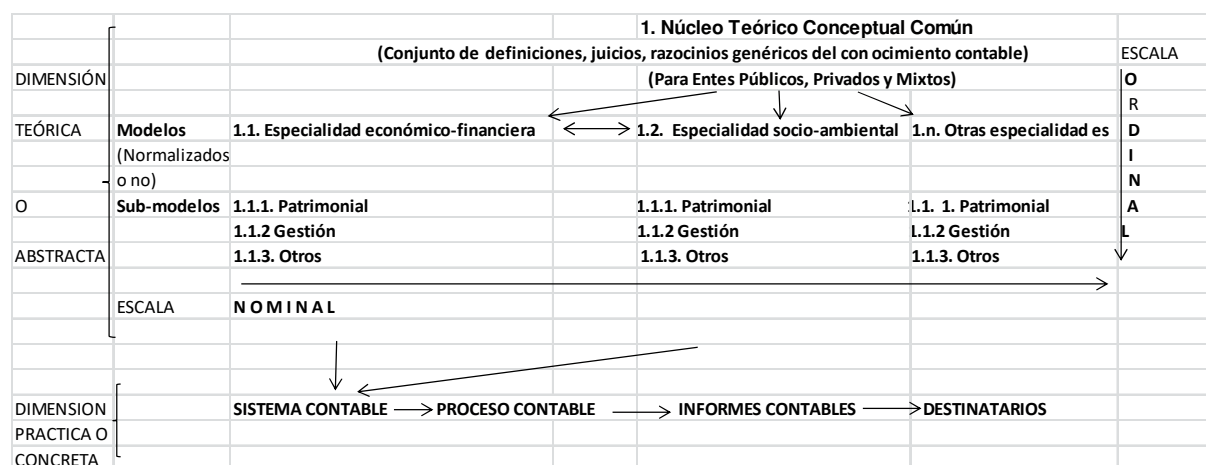 1. Núcleo Teórico Conceptual Común
(Conjunto de definiciones, juicios, razocinios genéricos del con ocimiento contable) ESCALA
DIMENSIÓN (Para Entes Públicos, Privados y Mixtos) O
R
TEÓRICA Modelos 1.1. Especialidad económico-financiera 1.2. Especialidad socio-ambiental 1.n. Otras especialidad es D
(Normalizados I
o no) N
O Sub-modelos 1.1.1. Patrimonial 1.1.1. Patrimonial 1.1. 1. Patrimonial A
1.1.2 Gestión 1.1.2 Gestión 1.1.2 Gestión L
ABSTRACTA 1.1.3. Otros 1.1.3. Otros 1.1.3. Otros
ESCALA N O M I N A L
DIMENSION SISTEMA CONTABLE PROCESO CONTABLE INFORMES CONTABLES DESTINATARIOS
PRACTICA O
CONCRETA